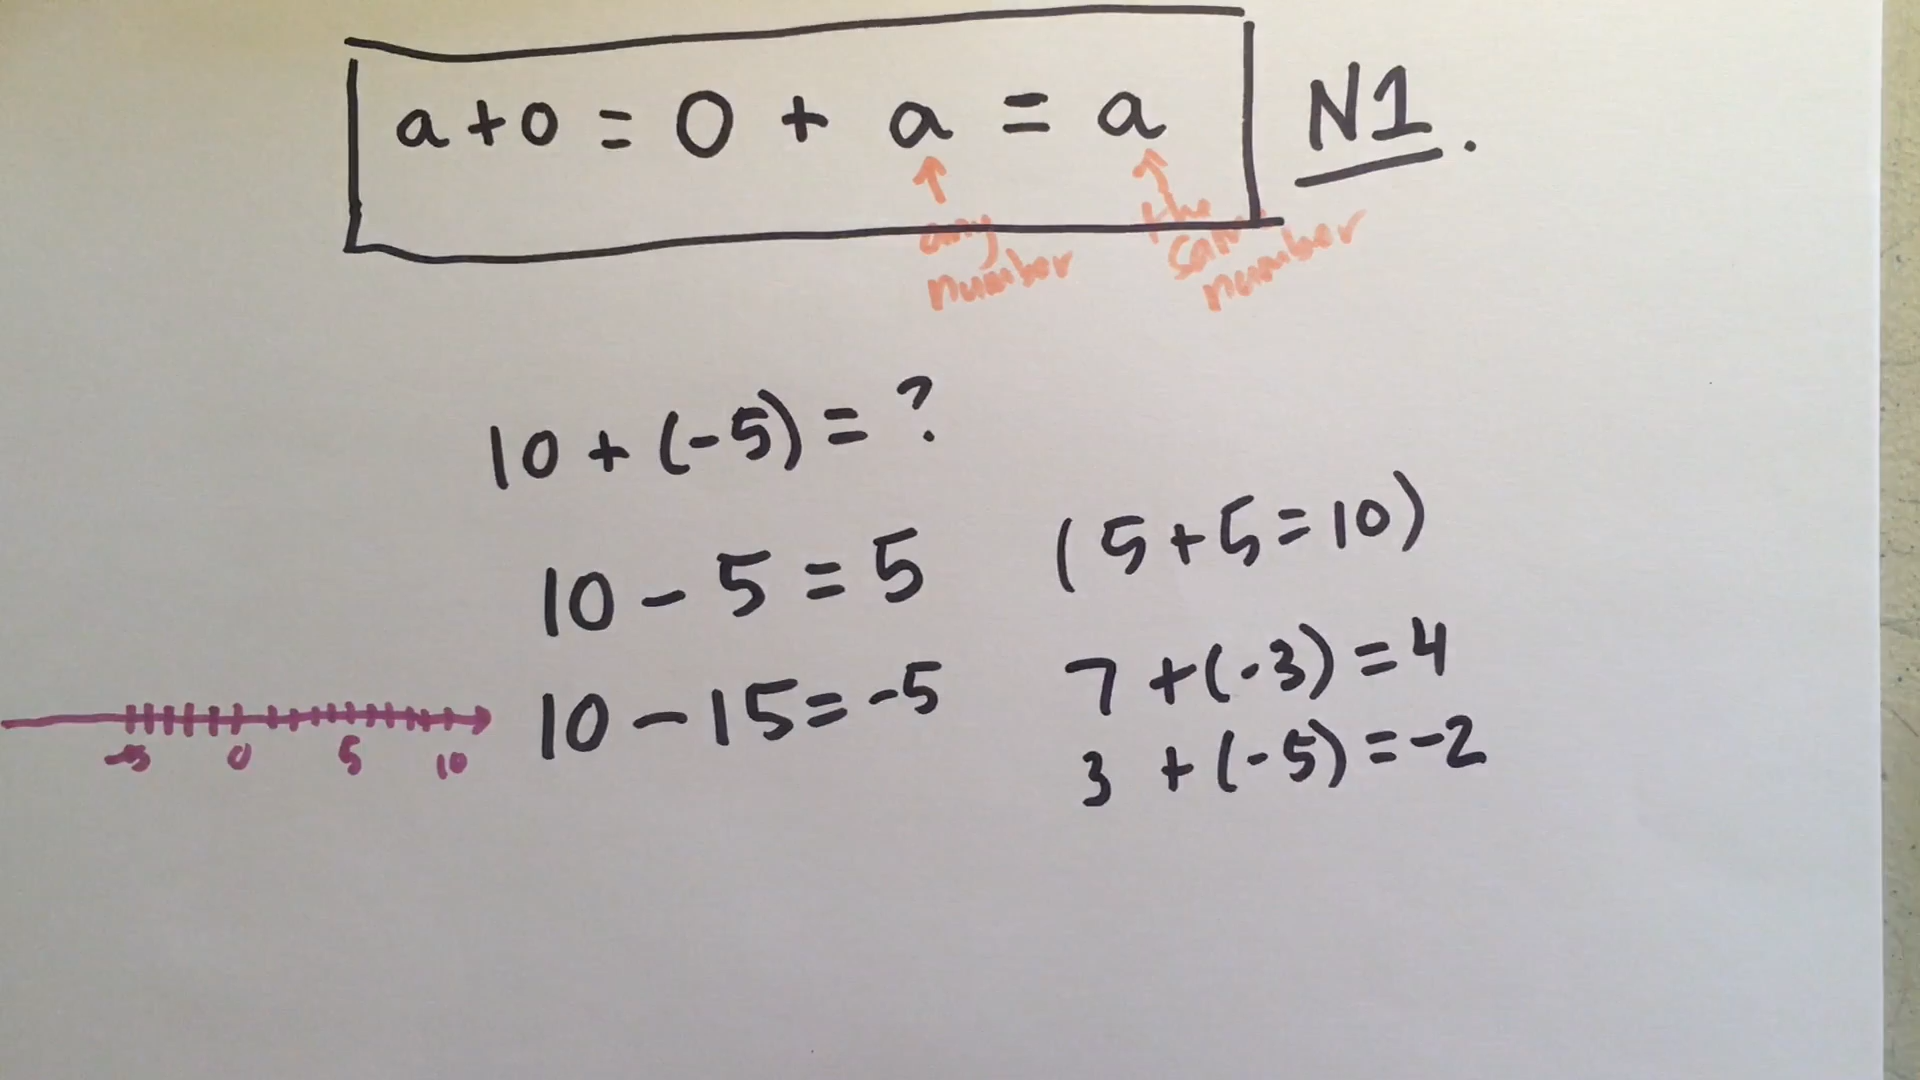 a + 0 = 0 + a = a N1.
any number
the same number
10 + (-5) = ?
10 - 5 = 5 (5 + 5 = 10)
10 - 15 = -5 7 + (-3) = 4
3 + (-5) = -2
-5 0 5 10